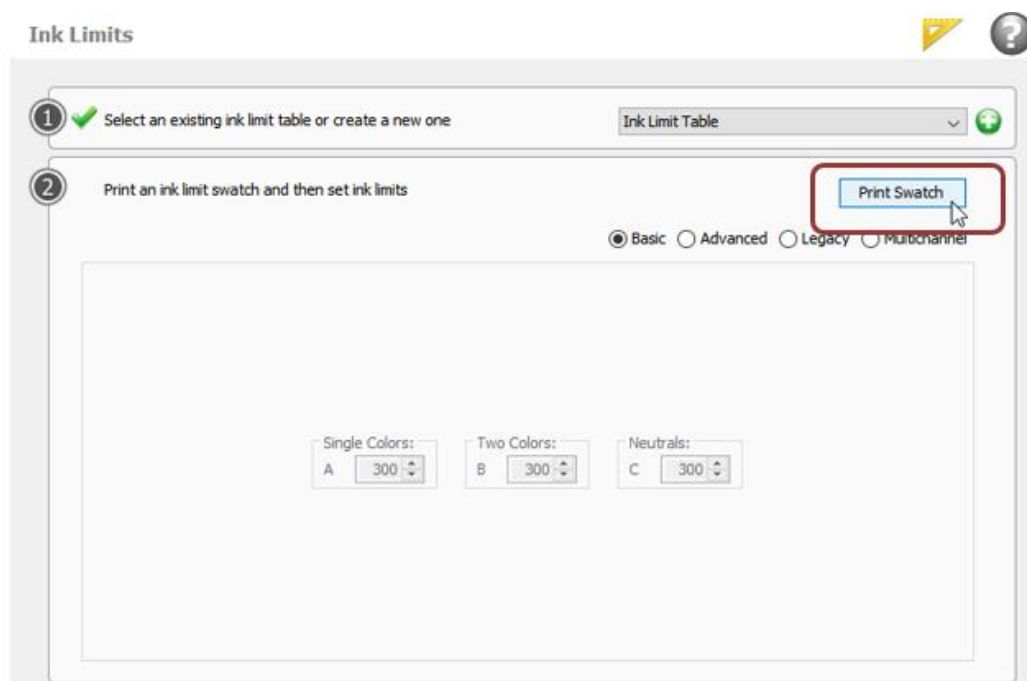 Ink Limits
?
1 Select an existing ink limit table or create a new one Ink Limit Table
2 Print an ink limit swatch and then set ink limits Print Swatch
Basic Advanced Legacy Multichannel
Single Colors: Two Colors: Neutrals:
A 300 B 300 C 300